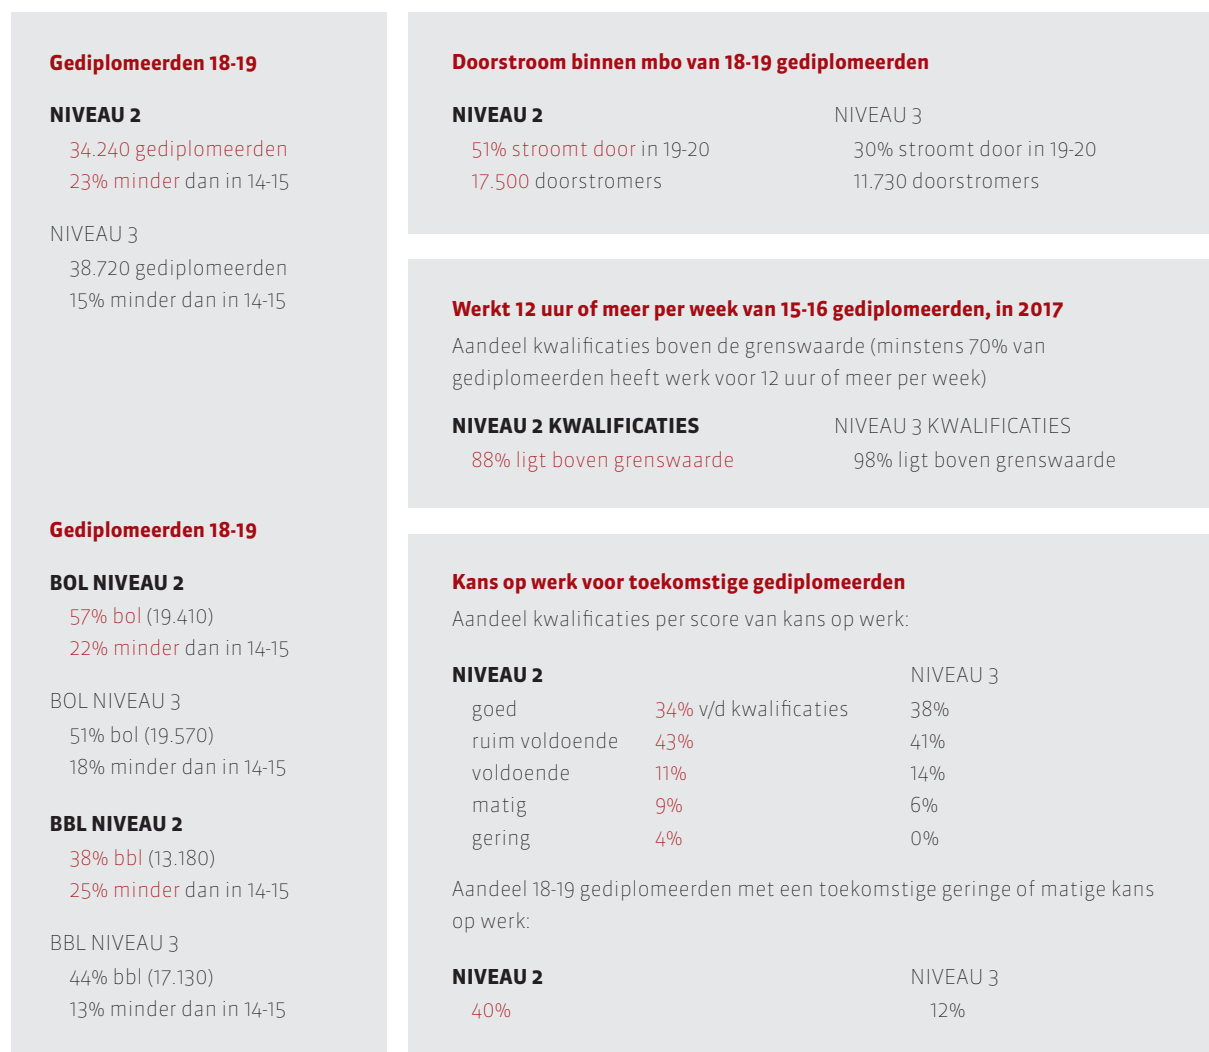 Gediplomeerden 18-19
NIVEAU 2
34.240 gediplomeerden
23% minder dan in 14-15
NIVEAU 3
38.720 gediplomeerden
15% minder dan in 14-15
Gediplomeerden 18-19
BOL NIVEAU 2
57% bol (19.410)
22% minder dan in 14-15
BOL NIVEAU 3
51% bol (19.570)
18% minder dan in 14-15
BBL NIVEAU 2
38% bbl (13.180)
25% minder dan in 14-15
BBL NIVEAU 3
44% bbl (17.130)
13% minder dan in 14-15
Doorstroom binnen mbo van 18-19 gediplomeerden
NIVEAU 2 NIVEAU 3
51% stroomt door in 19-20 30% stroomt door in 19-20
17.500 doorstromers 11.730 doorstromers
Werkt 12 uur of meer per week van 15-16 gediplomeerden, in 2017
Aandeel kwalificaties boven de grenswaarde (minstens 70% van
gediplomeerden heeft werk voor 12 uur of meer per week)
NIVEAU 2 KWALIFICATIES NIVEAU 3 KWALIFICATIES
88% ligt boven grenswaarde 98% ligt boven grenswaarde
Kans op werk voor toekomstige gediplomeerden
Aandeel kwalificaties per score van kans op werk:
NIVEAU 2 NIVEAU 3
goed 34% v/d kwalificaties 38%
ruim voldoende 43% 41%
voldoende 11% 14%
matig 9% 6%
gering 4% 0%
Aandeel 18-19 gediplomeerden met een toekomstige geringe of matige kans
op werk:
NIVEAU 2 NIVEAU 3
40% 12%